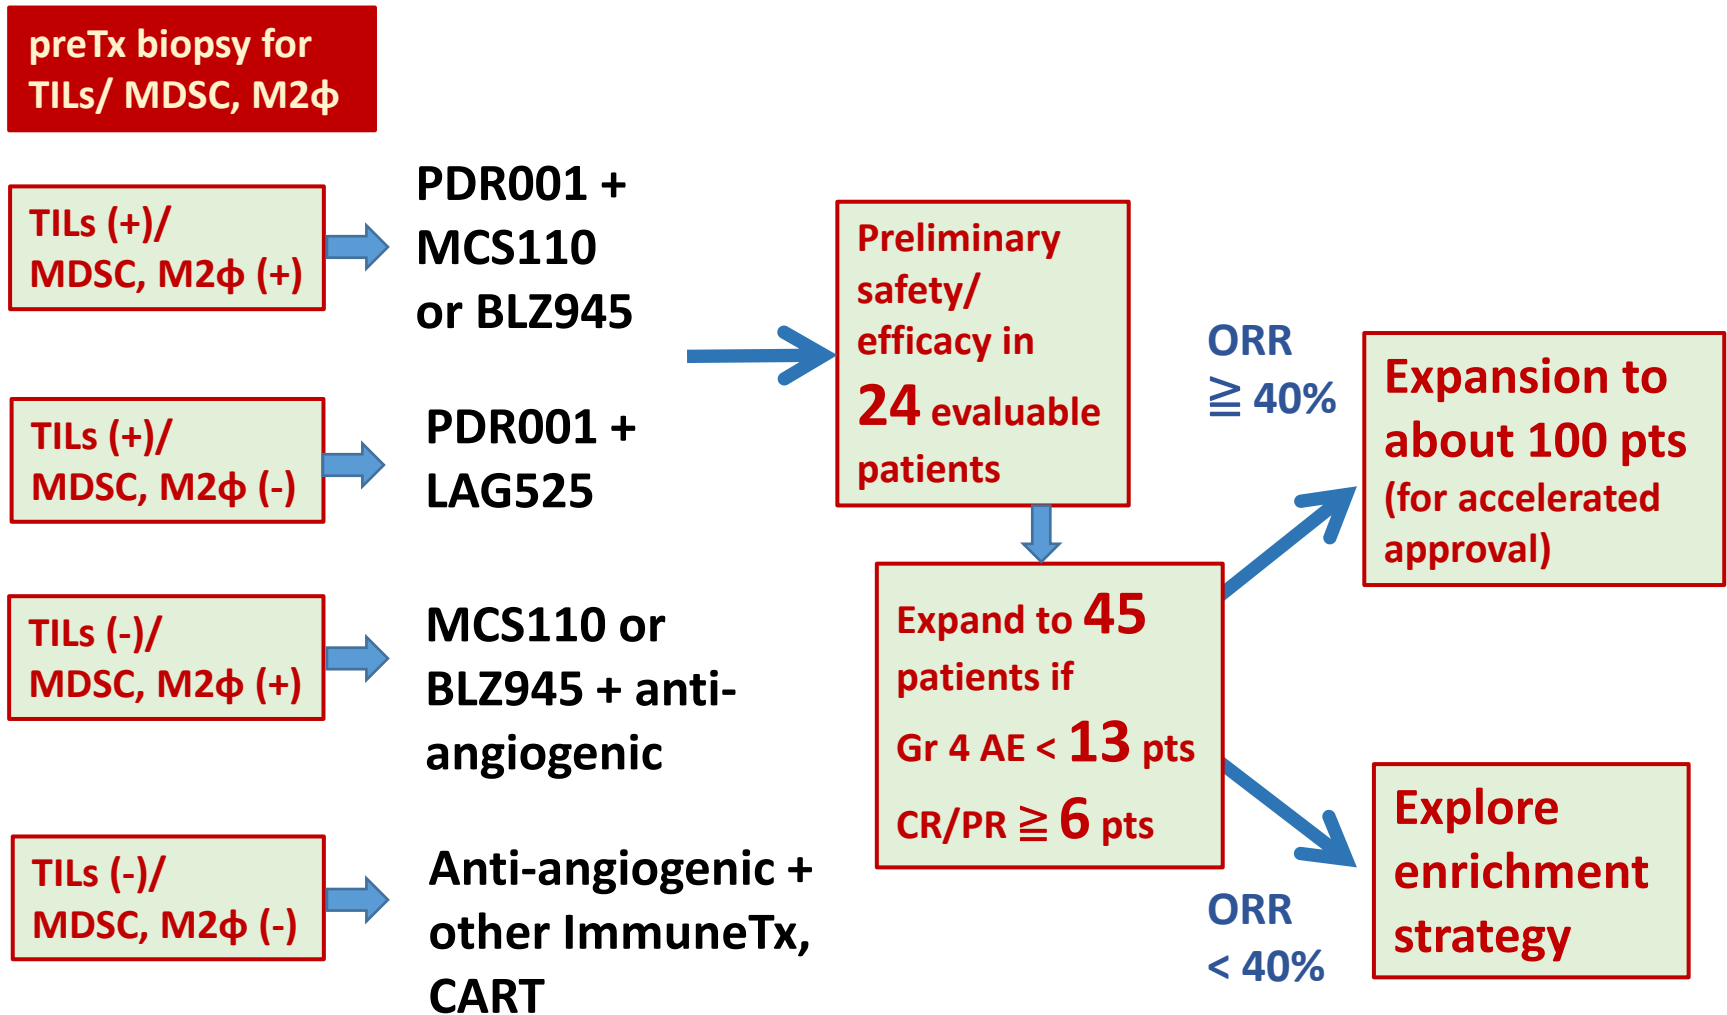 preTx biopsy for
TILs/ MDSC, M2ϕ
TILs (+)/
MDSC, M2ϕ (+)
PDR001 +
MCS110
or BLZ945
TILs (+)/
MDSC, M2ϕ (-)
PDR001 +
LAG525
TILs (-)/
MDSC, M2ϕ (+)
MCS110 or
BLZ945 + anti-
angiogenic
TILs (-)/
MDSC, M2ϕ (-)
Anti-angiogenic +
other ImmuneTx,
CART
Preliminary
safety/
efficacy in
24 evaluable
patients
Expand to 45
patients if
Gr 4 AE < 13 pts
CR/PR ≧ 6 pts
ORR
≧ 40%
Expansion to
about 100 pts
(for accelerated
approval)
ORR
< 40%
Explore
enrichment
strategy